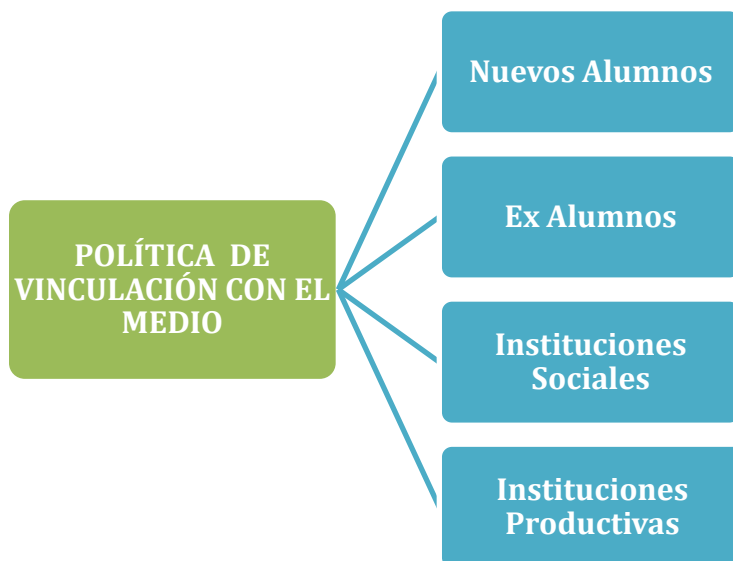 Nuevos Alumnos
Ex Alumnos
POLÍTICA DE
VINCULACIÓN CON EL
MEDIO
Instituciones
Sociales
Instituciones
Productivas